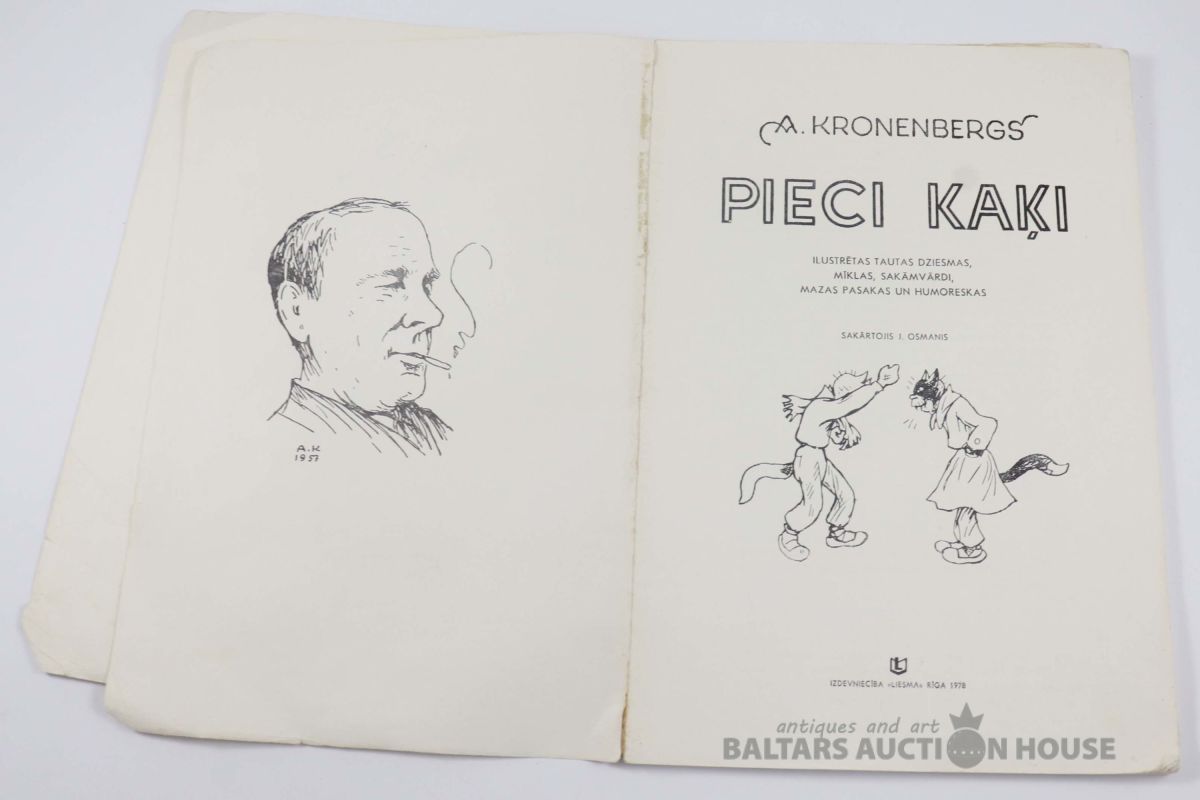 A.K
1957
A. KRONENBERGS
PIECI KAĶI
ILUSTRĒTAS TAUTAS DZIESMAS,
MĪKLAS, SAKĀMVĀRDI,
MAZAS PASAKAS UN HUMORESKAS
SAKĀRTOJIS J. OSMANIS
IZDEVNIECĪBA «LIESMA» RĪGA 1978
antiques and art
BALTARS AUCTION HOUSE